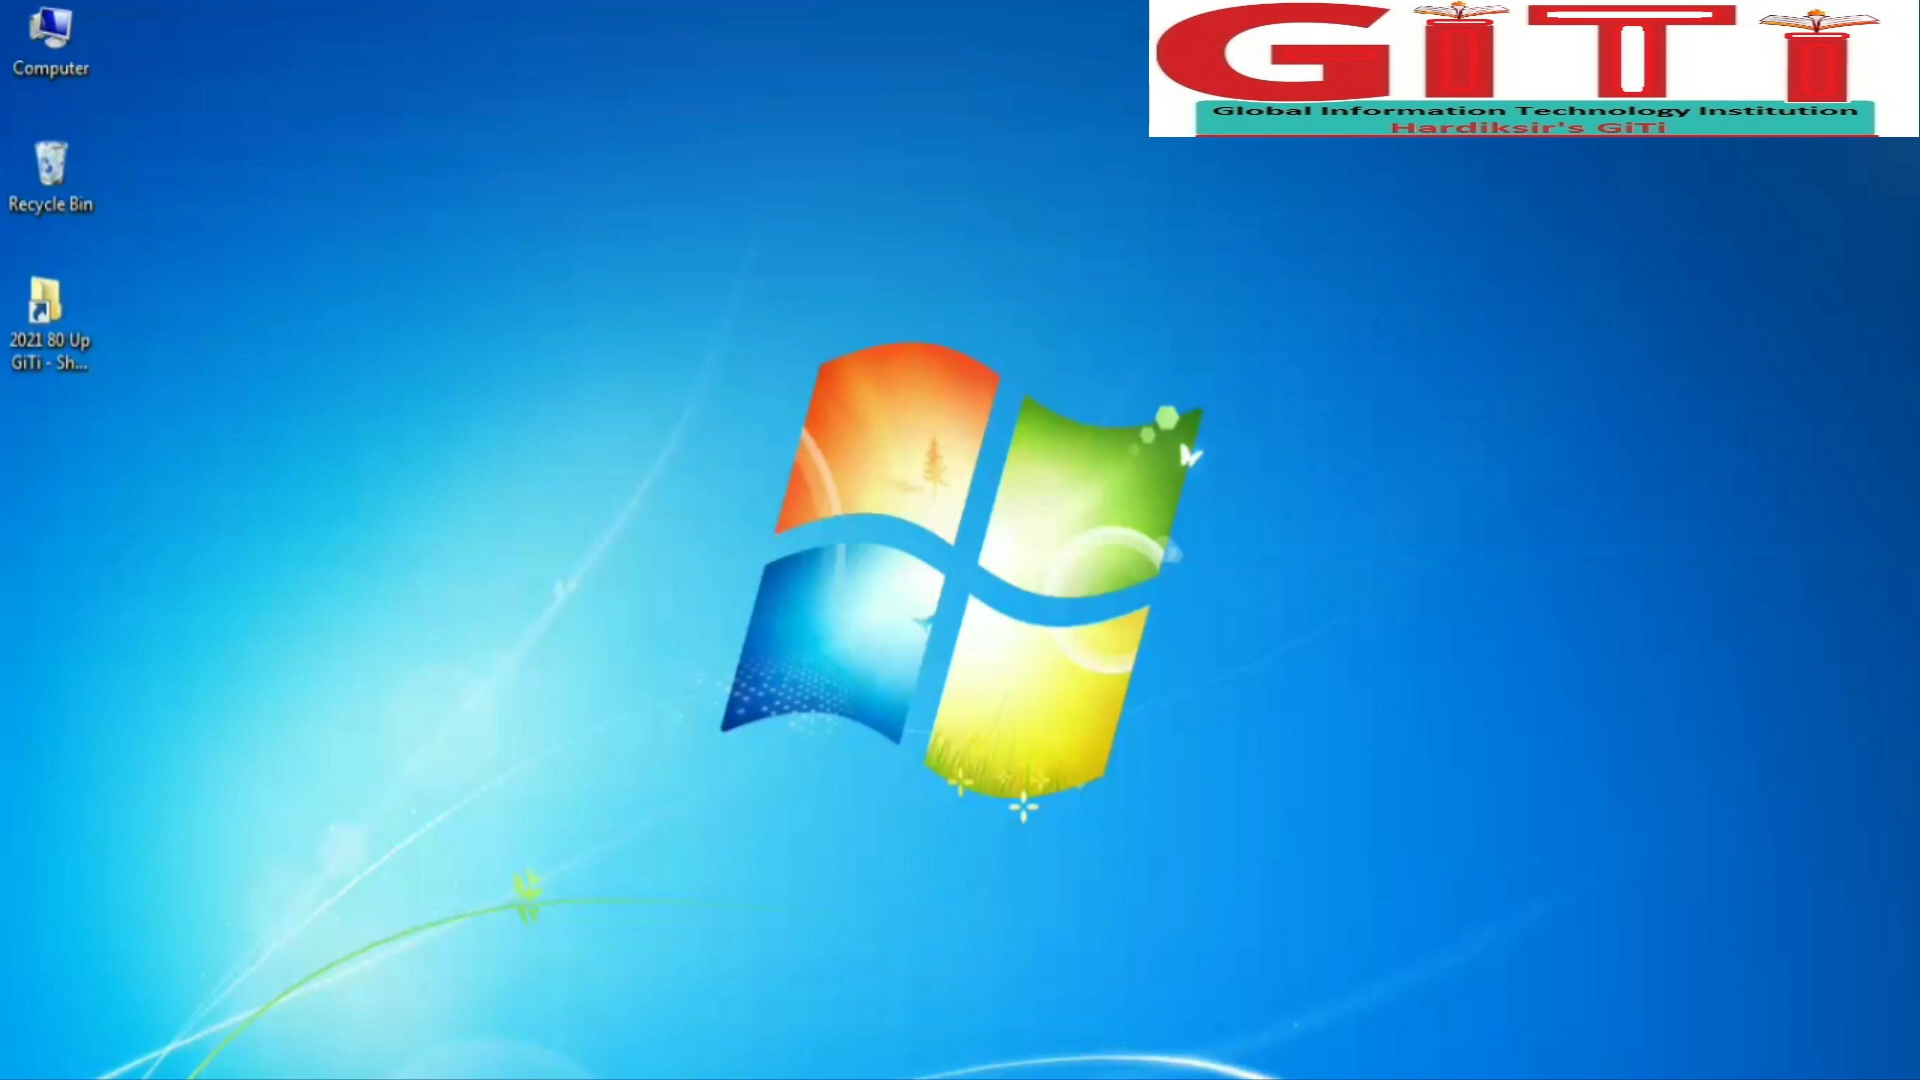 Computer
Recycle Bin
2021 80 Up
GiTi - Sh...
GiTi
Global Information Technology Institution
Hardiksir's GiTi